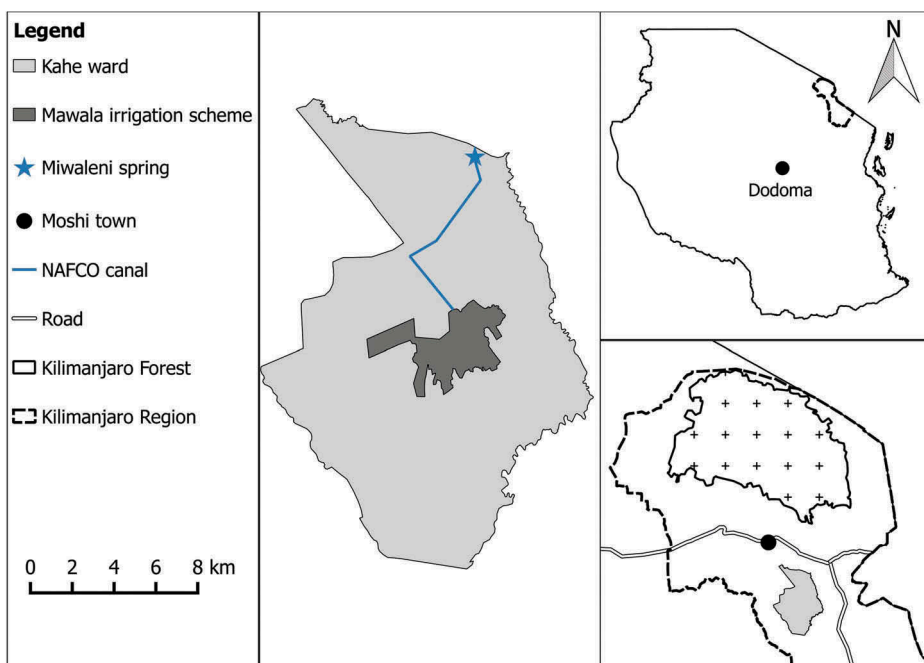 Legend
Kahe ward
Mawala irrigation scheme
Miwaleni spring
Moshi town
NAFCO canal
Road
Kilimanjaro Forest
Kilimanjaro Region
0 2 4 6 8 km
N
Dodoma